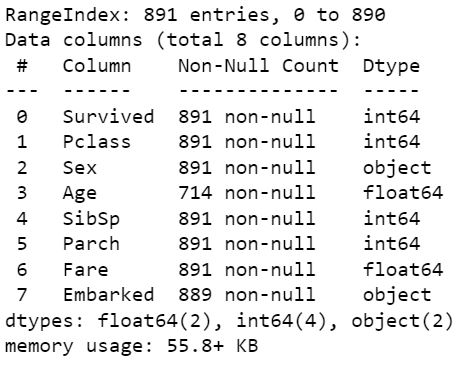 RangeIndex: 891 entries, 0 to 890
Data columns (total 8 columns):
 #   Column    Non-Null Count  Dtype
---  ------    --------------  -----
 0   Survived  891 non-null    int64
 1   Pclass    891 non-null    int64
 2   Sex       891 non-null    object
 3   Age       714 non-null    float64
 4   SibSp     891 non-null    int64
 5   Parch     891 non-null    int64
 6   Fare      891 non-null    float64
 7   Embarked  889 non-null    object
dtypes: float64(2), int64(4), object(2)
memory usage: 55.8+ KB